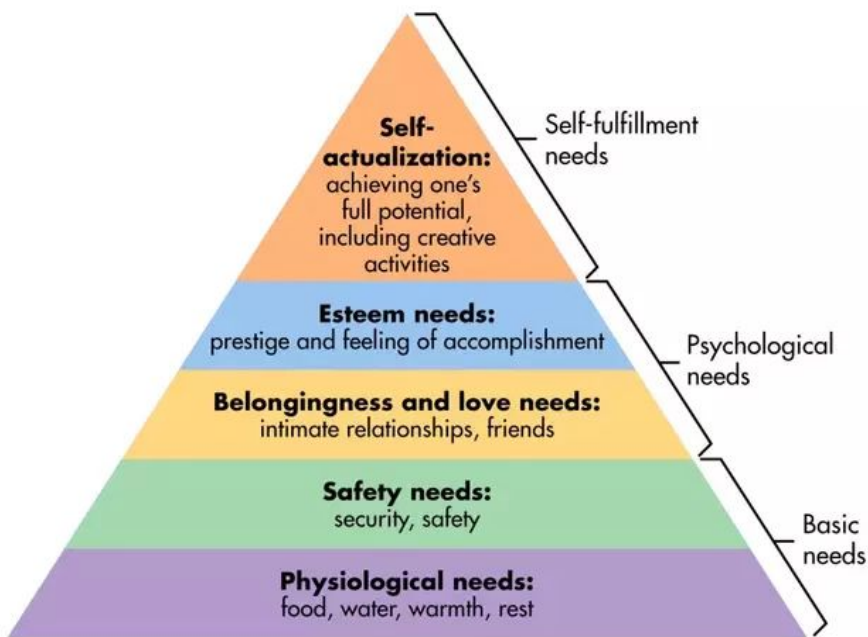 Self-
actualization:
achieving one's
full potential,
including creative
activities
Self-fulfillment
needs
Esteem needs:
prestige and feeling of accomplishment
Belongingness and love needs:
intimate relationships, friends
Psychological
needs
Safety needs:
security, safety
Physiological needs:
food, water, warmth, rest
Basic
needs